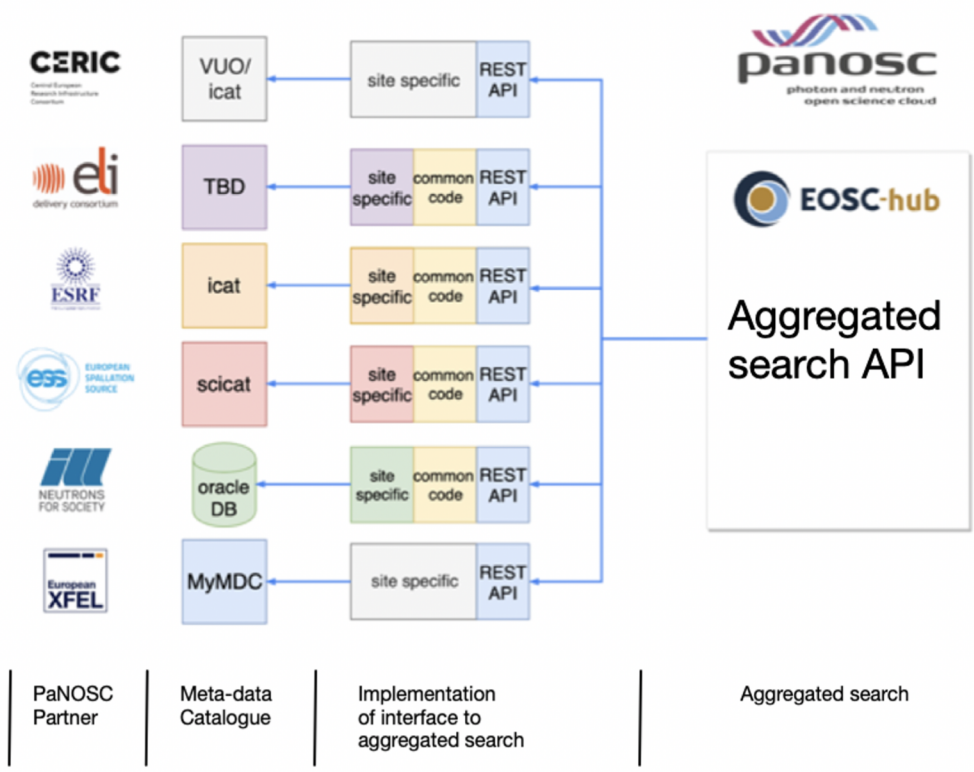 CERIC
Central European
Research Infrastructure
Consortium
VUO/
icat
site specific
REST
API
panosc
photon and neutron
open science cloud
eli
delivery consortium
TBD
site
specific
common
code
REST
API
EOSC-hub
Aggregated
search API
ESRF
icat
site
specific
common
code
REST
API
ess
EUROPEAN
SPALLATION
SOURCE
scicat
site
specific
common
code
REST
API
ill
NEUTRONS
FOR SOCIETY
oracle
DB
site
specific
common
code
REST
API
European
XFEL
MyMDC
site specific
REST
API
PaNOSC
Partner
Meta-data
Catalogue
Implementation
of interface to
aggregated search
Aggregated search